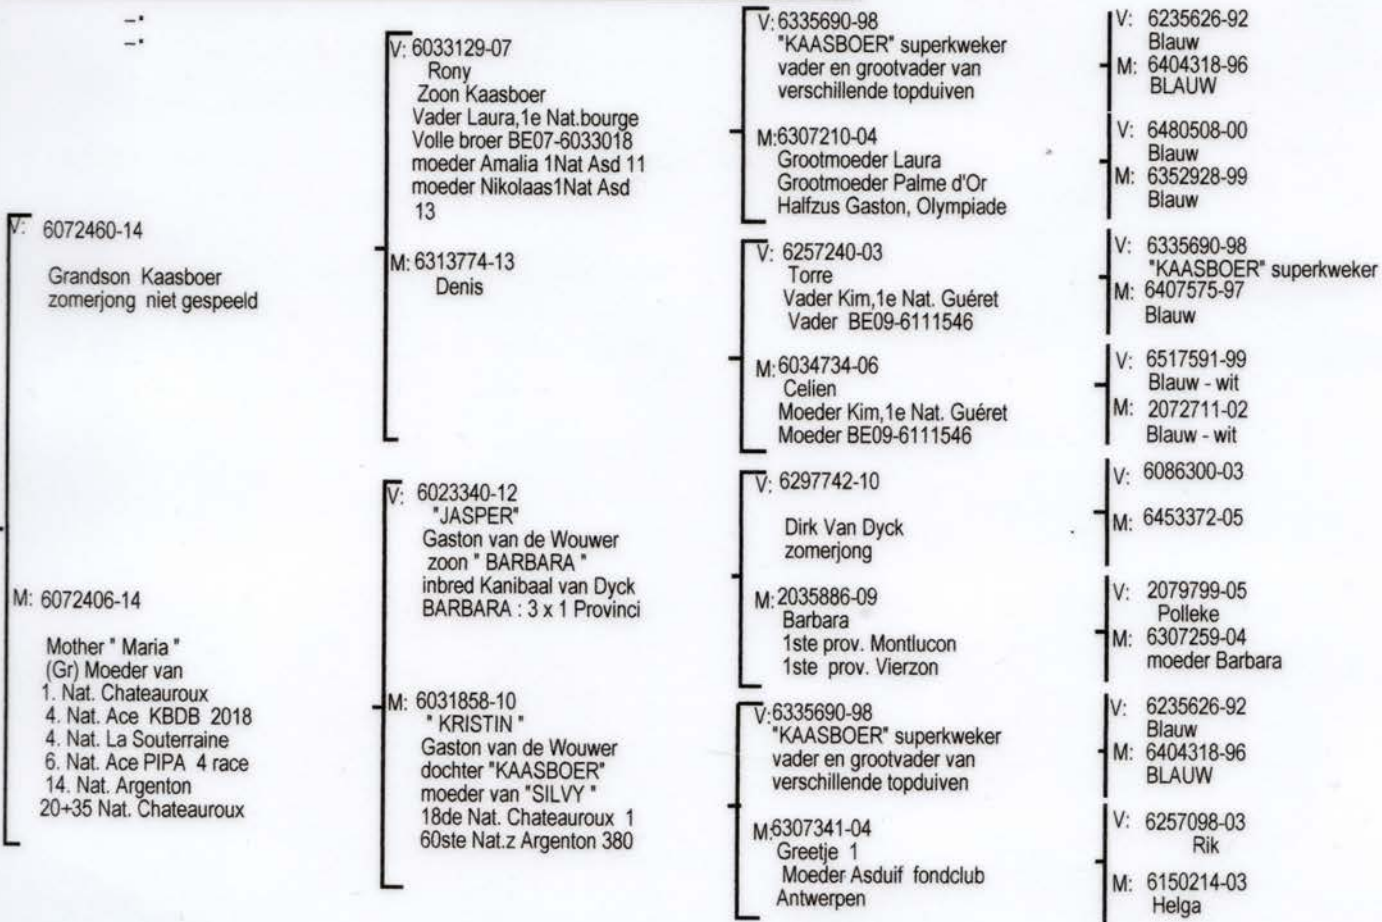 V: 6072460-14
Grandson Kaasboer
zomerjong niet gespeeld
M: 6072406-14
Mother " Maria "
(Gr) Moeder van
1. Nat. Chateauroux
4. Nat. Ace KBDB 2018
4. Nat. La Souterraine
6. Nat. Ace PIPA 4 race
14. Nat. Argenton
20+35 Nat. Chateauroux
V: 6033129-07
Rony
Zoon Kaasboer
Vader Laura,1e Nat.bourge
Volle broer BE07-6033018
moeder Amalia 1Nat Asd 11
moeder Nikolaas1Nat Asd
13
M: 6313774-13
Denis
V: 6023340-12
"JASPER"
Gaston van de Wouwer
zoon " BARBARA "
inbred Kanibaal van Dyck
BARBARA : 3 x 1 Provinci
M: 6031858-10
" KRISTIN "
Gaston van de Wouwer
dochter "KAASBOER"
moeder van "SILVY "
18de Nat. Chateauroux 1
60ste Nat.z Argenton 380
V: 6335690-98
"KAASBOER" superkweker
vader en grootvader van
verschillende topduiven
M:6307210-04
Grootmoeder Laura
Grootmoeder Palme d'Or
Halfzus Gaston, Olympiade
V: 6257240-03
Torre
Vader Kim,1e Nat. Guéret
Vader BE09-6111546
M:6034734-06
Celien
Moeder Kim,1e Nat. Guéret
Moeder BE09-6111546
V: 6297742-10
Dirk Van Dyck
zomerjong
M:2035886-09
Barbara
1ste prov. Montlucon
1ste prov. Vierzon
V:6335690-98
"KAASBOER" superkweker
vader en grootvader van
verschillende topduiven
M:6307341-04
Greetje 1
Moeder Asduif fondclub
Antwerpen
V: 6235626-92
Blauw
M: 6404318-96
BLAUW
V: 6480508-00
Blauw
M: 6352928-99
Blauw
V: 6335690-98
"KAASBOER" superkweker
M: 6407575-97
Blauw
V: 6517591-99
Blauw - wit
M: 2072711-02
Blauw - wit
V: 6086300-03
M: 6453372-05
V: 2079799-05
Polleke
M: 6307259-04
moeder Barbara
V: 6235626-92
Blauw
M: 6404318-96
BLAUW
V: 6257098-03
Rik
M: 6150214-03
Helga